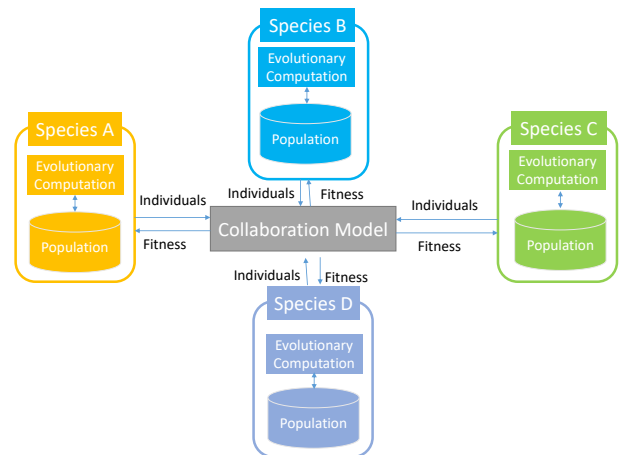 Species B
Evolutionary
Computation
Population
Species A
Evolutionary
Computation
Population
Species C
Evolutionary
Computation
Population
Individuals
Fitness
Individuals
Fitness
Individuals
Fitness
Collaboration Model
Individuals
Fitness
Species D
Evolutionary
Computation
Population